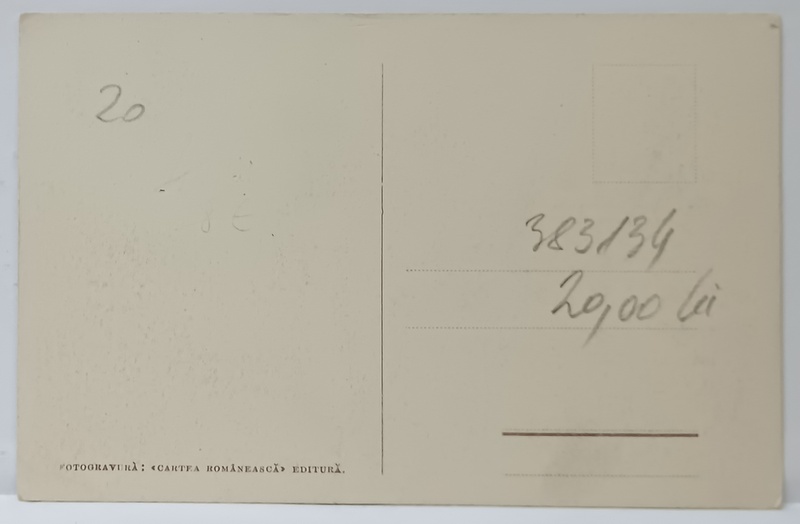 20
383134
20,00 lei
FOTOGRAVURĂ: «CARTEA ROMÂNEASCĂ» EDITURĂ.